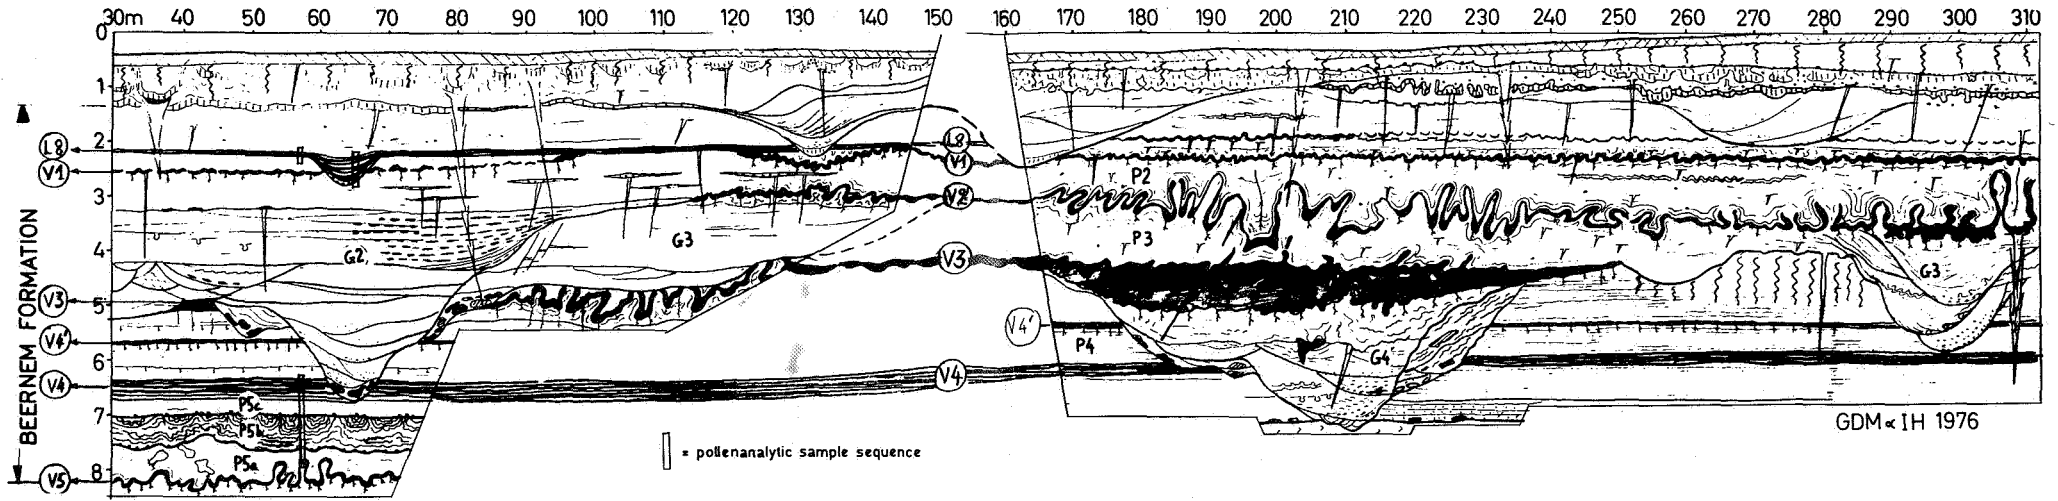 30m 40 50 60 70 80 90 100 110 120 130 140 150 160 170 180 190 200 210 220 230 240 250 260 270 280 290 300 310
0
1
2
3
4
5
6
7
8
BEERNEM FORMATION
L8
V1
V3
V4'
V4
V5
L8
V1
V2
V3
V4'
V4
P2
P3
G3
G2
G3
P4
G4
P5c
P5b
P5a
= pollenanalytic sample sequence
GDM∝IH 1976